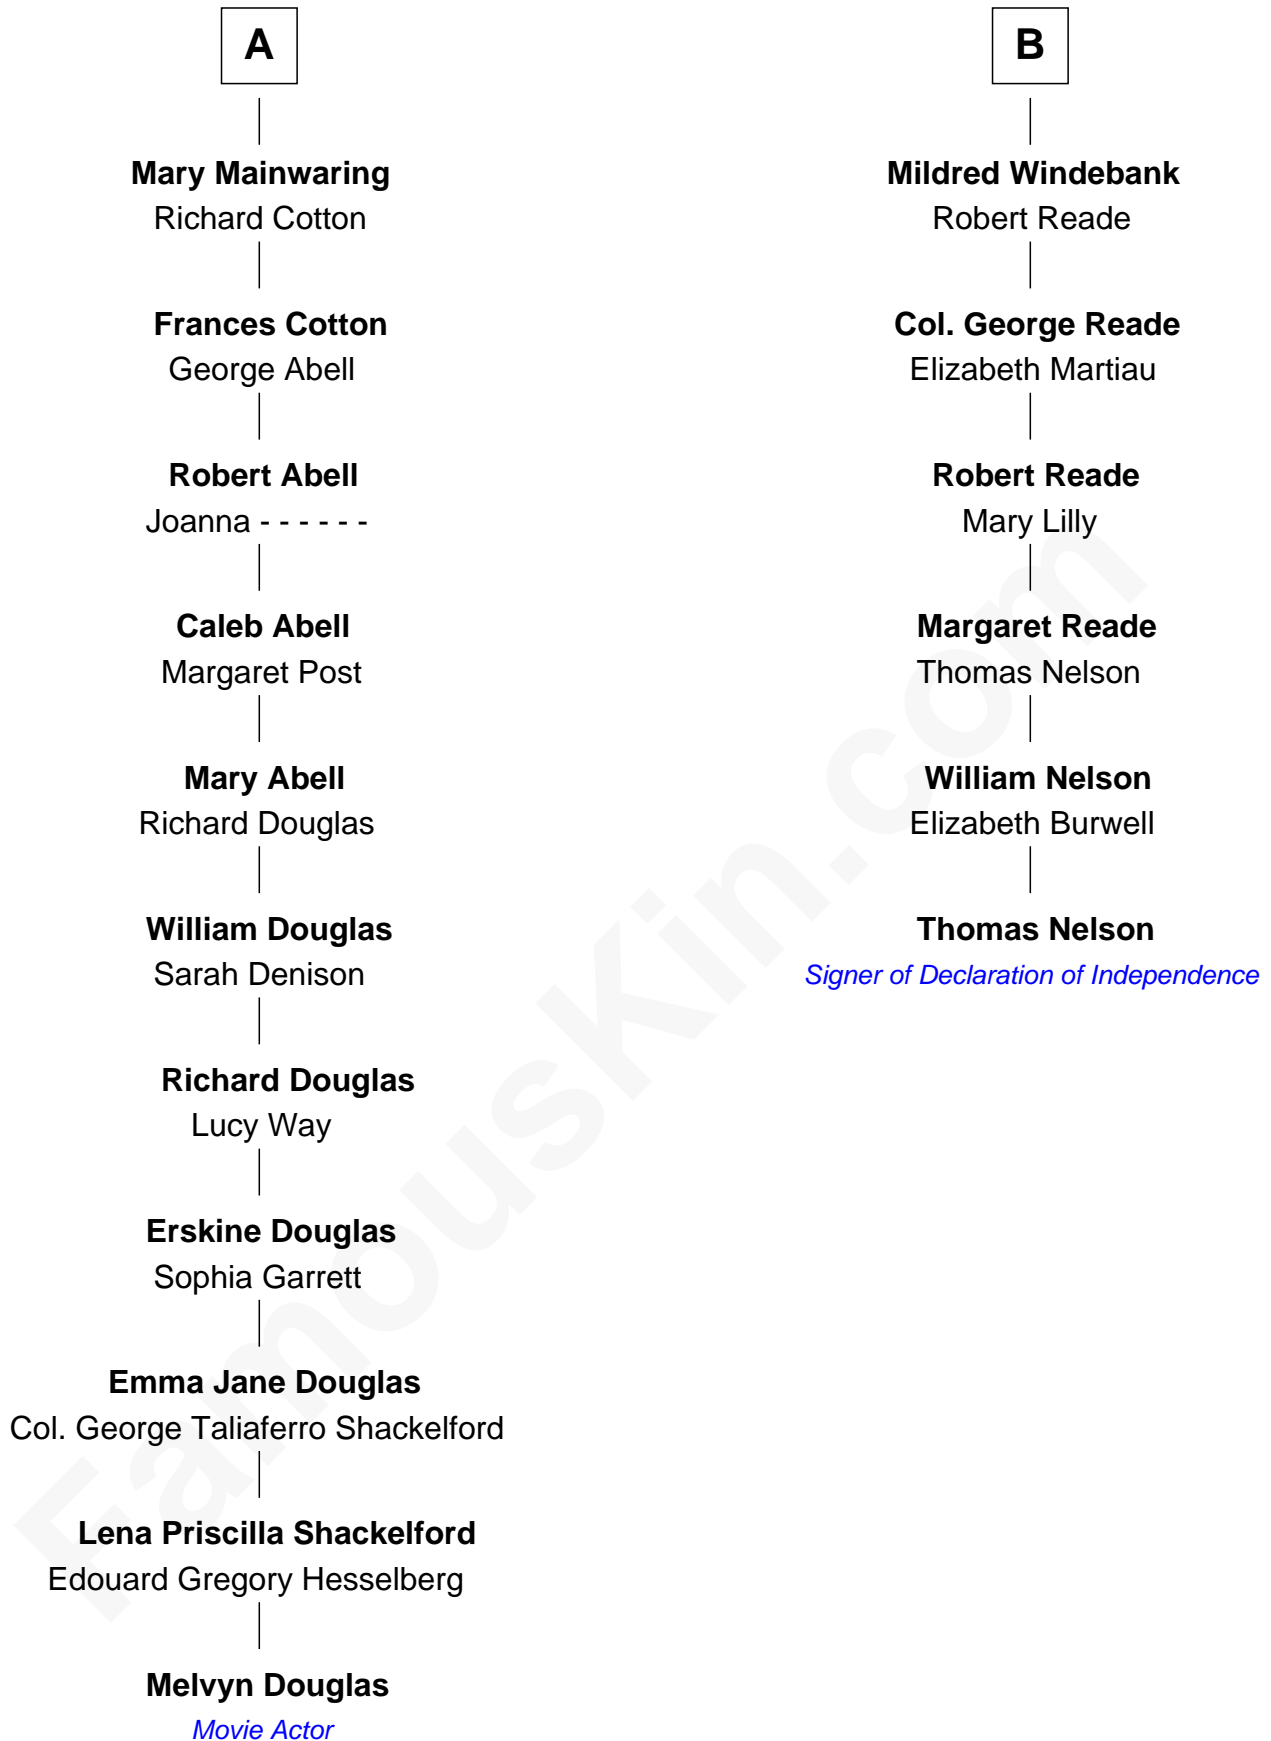 A
Mary Mainwaring
Richard Cotton
Frances Cotton
George Abell
Robert Abell
Joanna - - - - - -
Caleb Abell
Margaret Post
Mary Abell
Richard Douglas
William Douglas
Sarah Denison
Richard Douglas
Lucy Way
Erskine Douglas
Sophia Garrett
Emma Jane Douglas
Col. George Taliaferro Shackelford
Lena Priscilla Shackelford
Edouard Gregory Hesselberg
Melvyn Douglas
Movie Actor
B
Mildred Windebank
Robert Reade
Col. George Reade
Elizabeth Martiau
Robert Reade
Mary Lilly
Margaret Reade
Thomas Nelson
William Nelson
Elizabeth Burwell
Thomas Nelson
Signer of Declaration of Independence
FamousKin.com